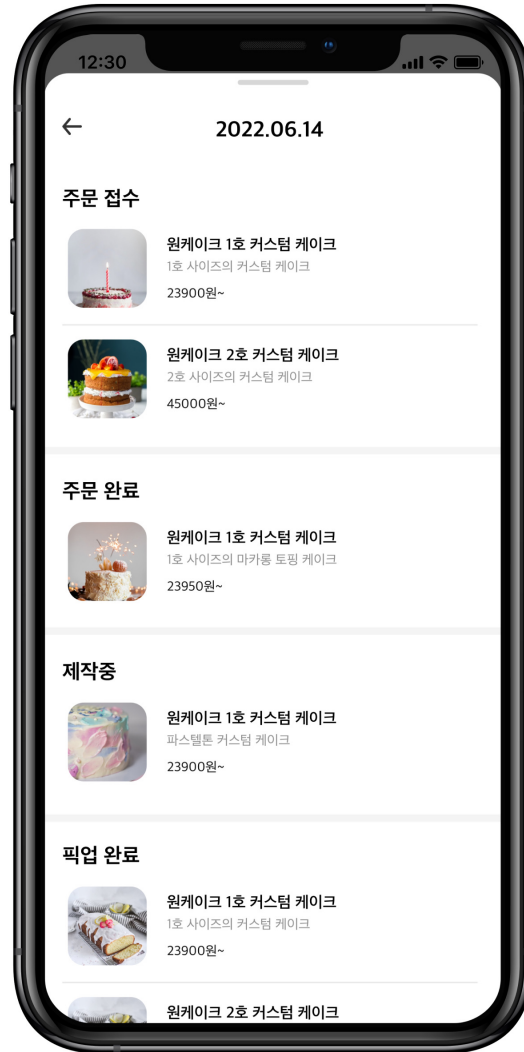 12:30
2022.06.14
주문 접수
원케이크 1호 커스텀 케이크
1호 사이즈의 커스텀 케이크
23900원~
원케이크 2호 커스텀 케이크
2호 사이즈의 커스텀 케이크
45000원~
주문 완료
원케이크 1호 커스텀 케이크
1호 사이즈의 마카롱 토핑 케이크
23950원~
제작중
원케이크 1호 커스텀 케이크
파스텔톤 커스텀 케이크
23900원~
픽업 완료
원케이크 1호 커스텀 케이크
1호 사이즈의 커스텀 케이크
23900원~
원케이크 2호 커스텀 케이크